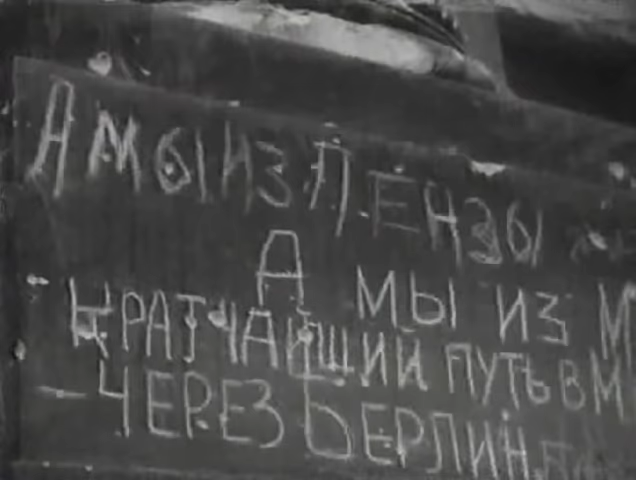 А МЫ ИЗ ПЕНЗЫ
А МЫ ИЗ М
КРАТЧАЙШИЙ ПУТЬ В М
– ЧЕРЕЗ БЕРЛИН